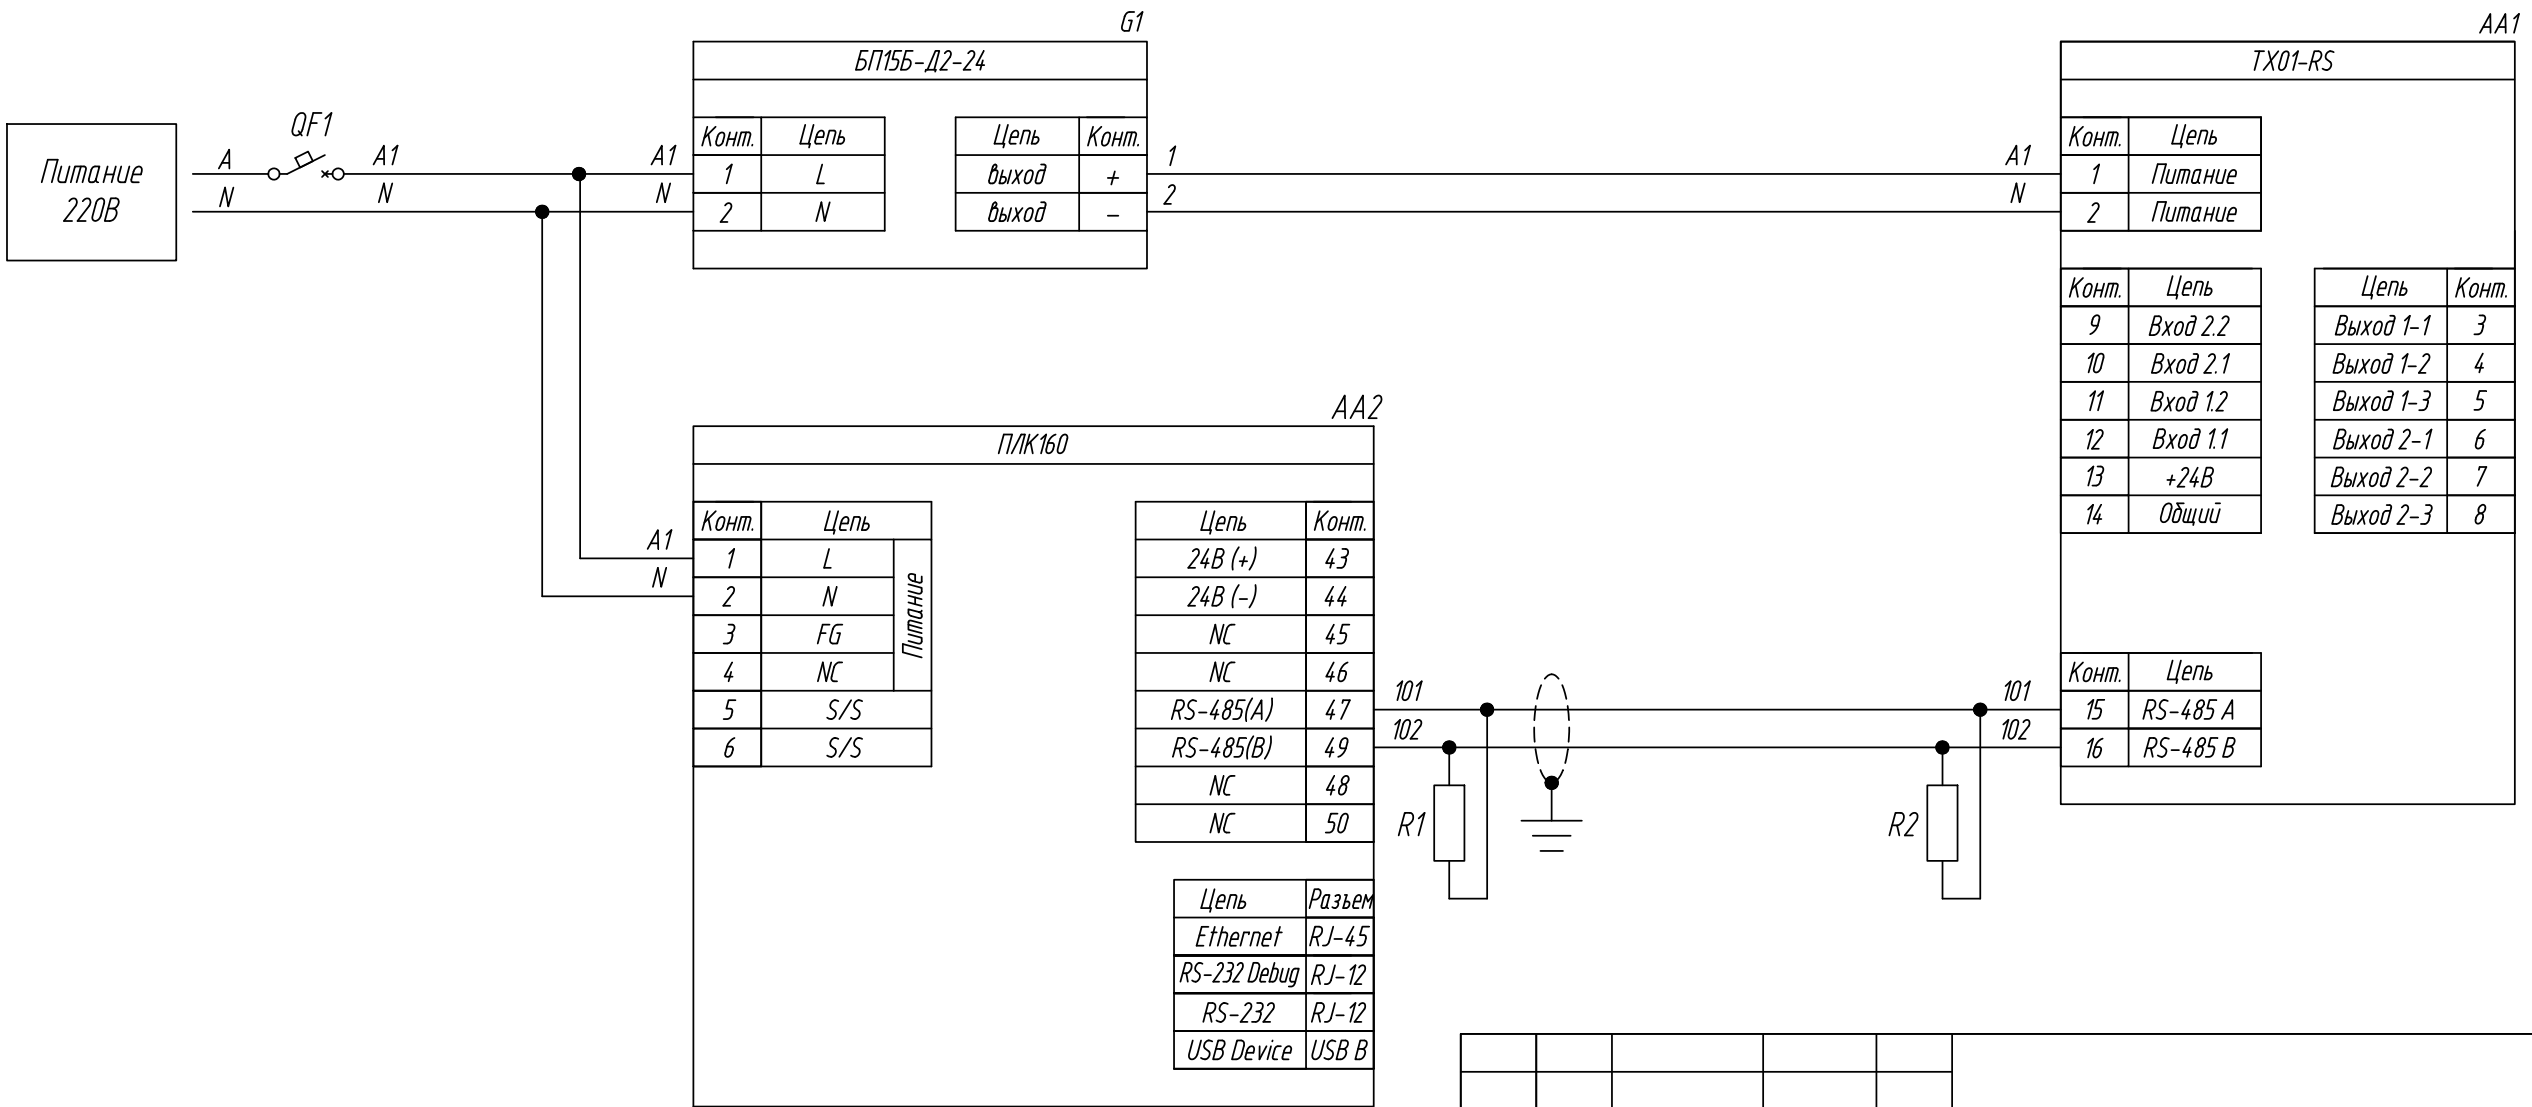 G1
AA1
БП15Б-Д2-24
ТХ01-RS
Питание
220В
QF1
A
A1
N
N
A1
N
Конт. Цепь
1 L
2 N
Цепь Конт.
выход +
выход -
1
2
A1
N
Конт. Цепь
1 Питание
2 Питание
Конт. Цепь
9 Вход 2.2
10 Вход 2.1
11 Вход 1.2
12 Вход 1.1
13 +24В
14 Общий
Цепь Конт.
Выход 1-1 3
Выход 1-2 4
Выход 1-3 5
Выход 2-1 6
Выход 2-2 7
Выход 2-3 8
AA2
ПЛК160
A1
N
Конт. Цепь
1 L
2 N
3 FG
4 NC
Питание
5 S/S
6 S/S
Цепь Конт.
24В (+) 43
24В (-) 44
NC 45
NC 46
RS-485(A) 47
RS-485(B) 49
NC 48
NC 50
101
102
101
102
R1
R2
Конт. Цепь
15 RS-485 A
16 RS-485 B
Цепь Разъем
Ethernet RJ-45
RS-232 Debug RJ-12
RS-232 RJ-12
USB Device USB B